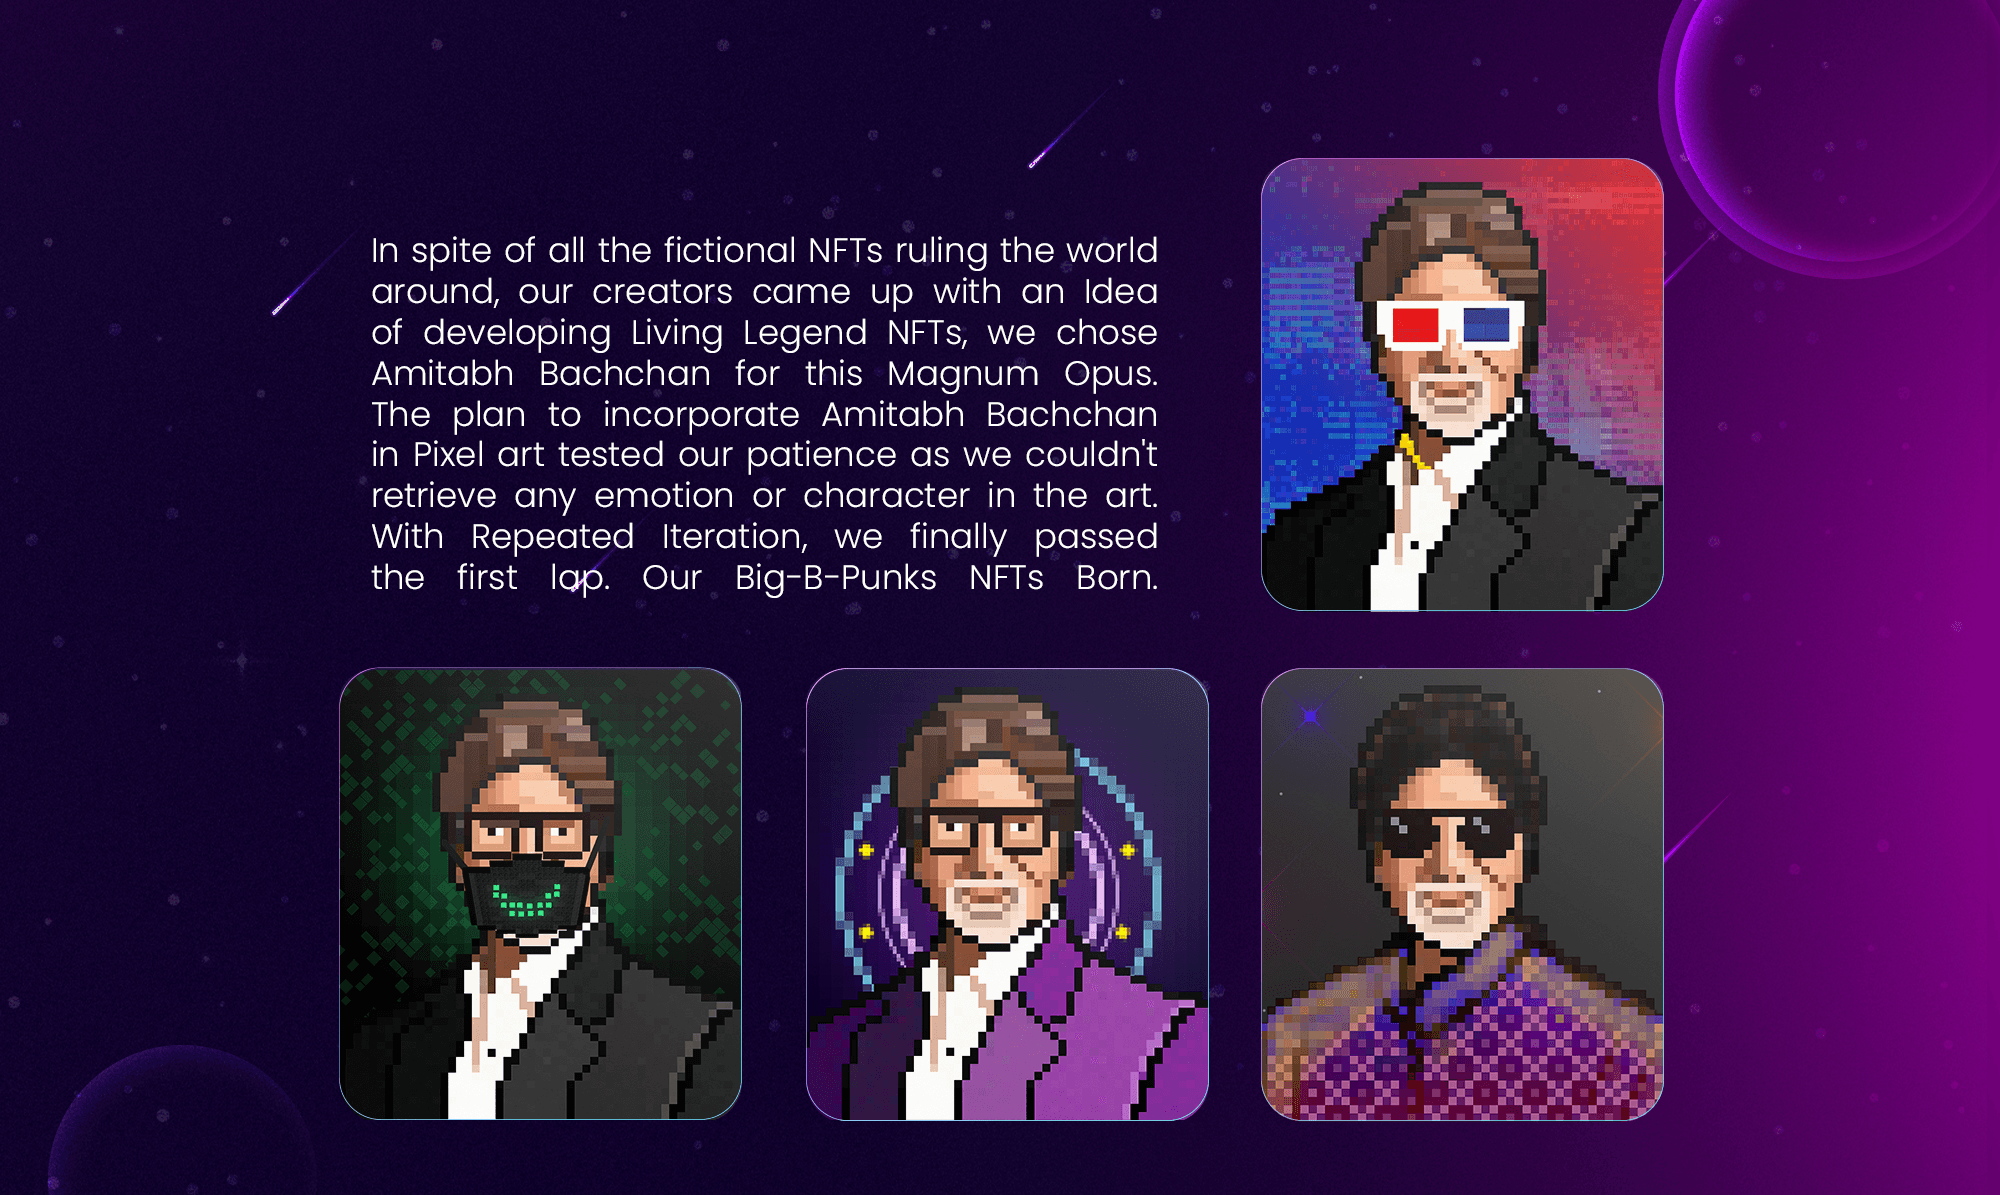 In spite of all the fictional NFTs ruling the world
around, our creators came up with an Idea
of developing Living Legend NFTs, we chose
Amitabh Bachchan for this Magnum Opus.
The plan to incorporate Amitabh Bachchan
in Pixel art tested our patience as we couldn't
retrieve any emotion or character in the art.
With Repeated Iteration, we finally passed
the first lap. Our Big-B-Punks NFTs Born.